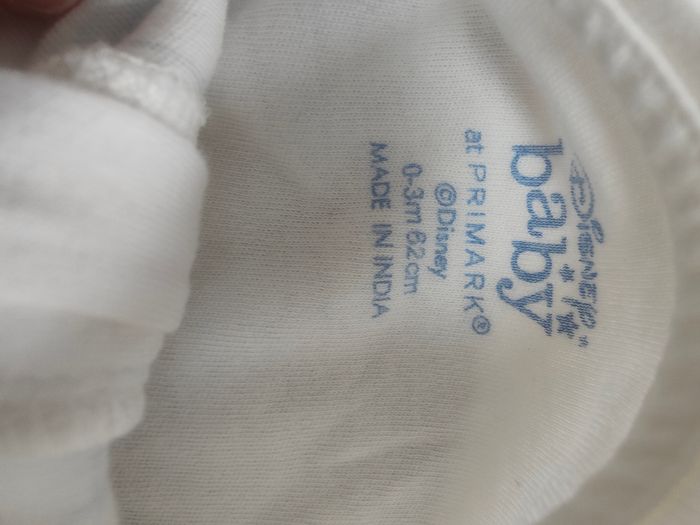 Disney
baby
at PRIMARK®
©Disney
0-3m 62cm
MADE IN INDIA